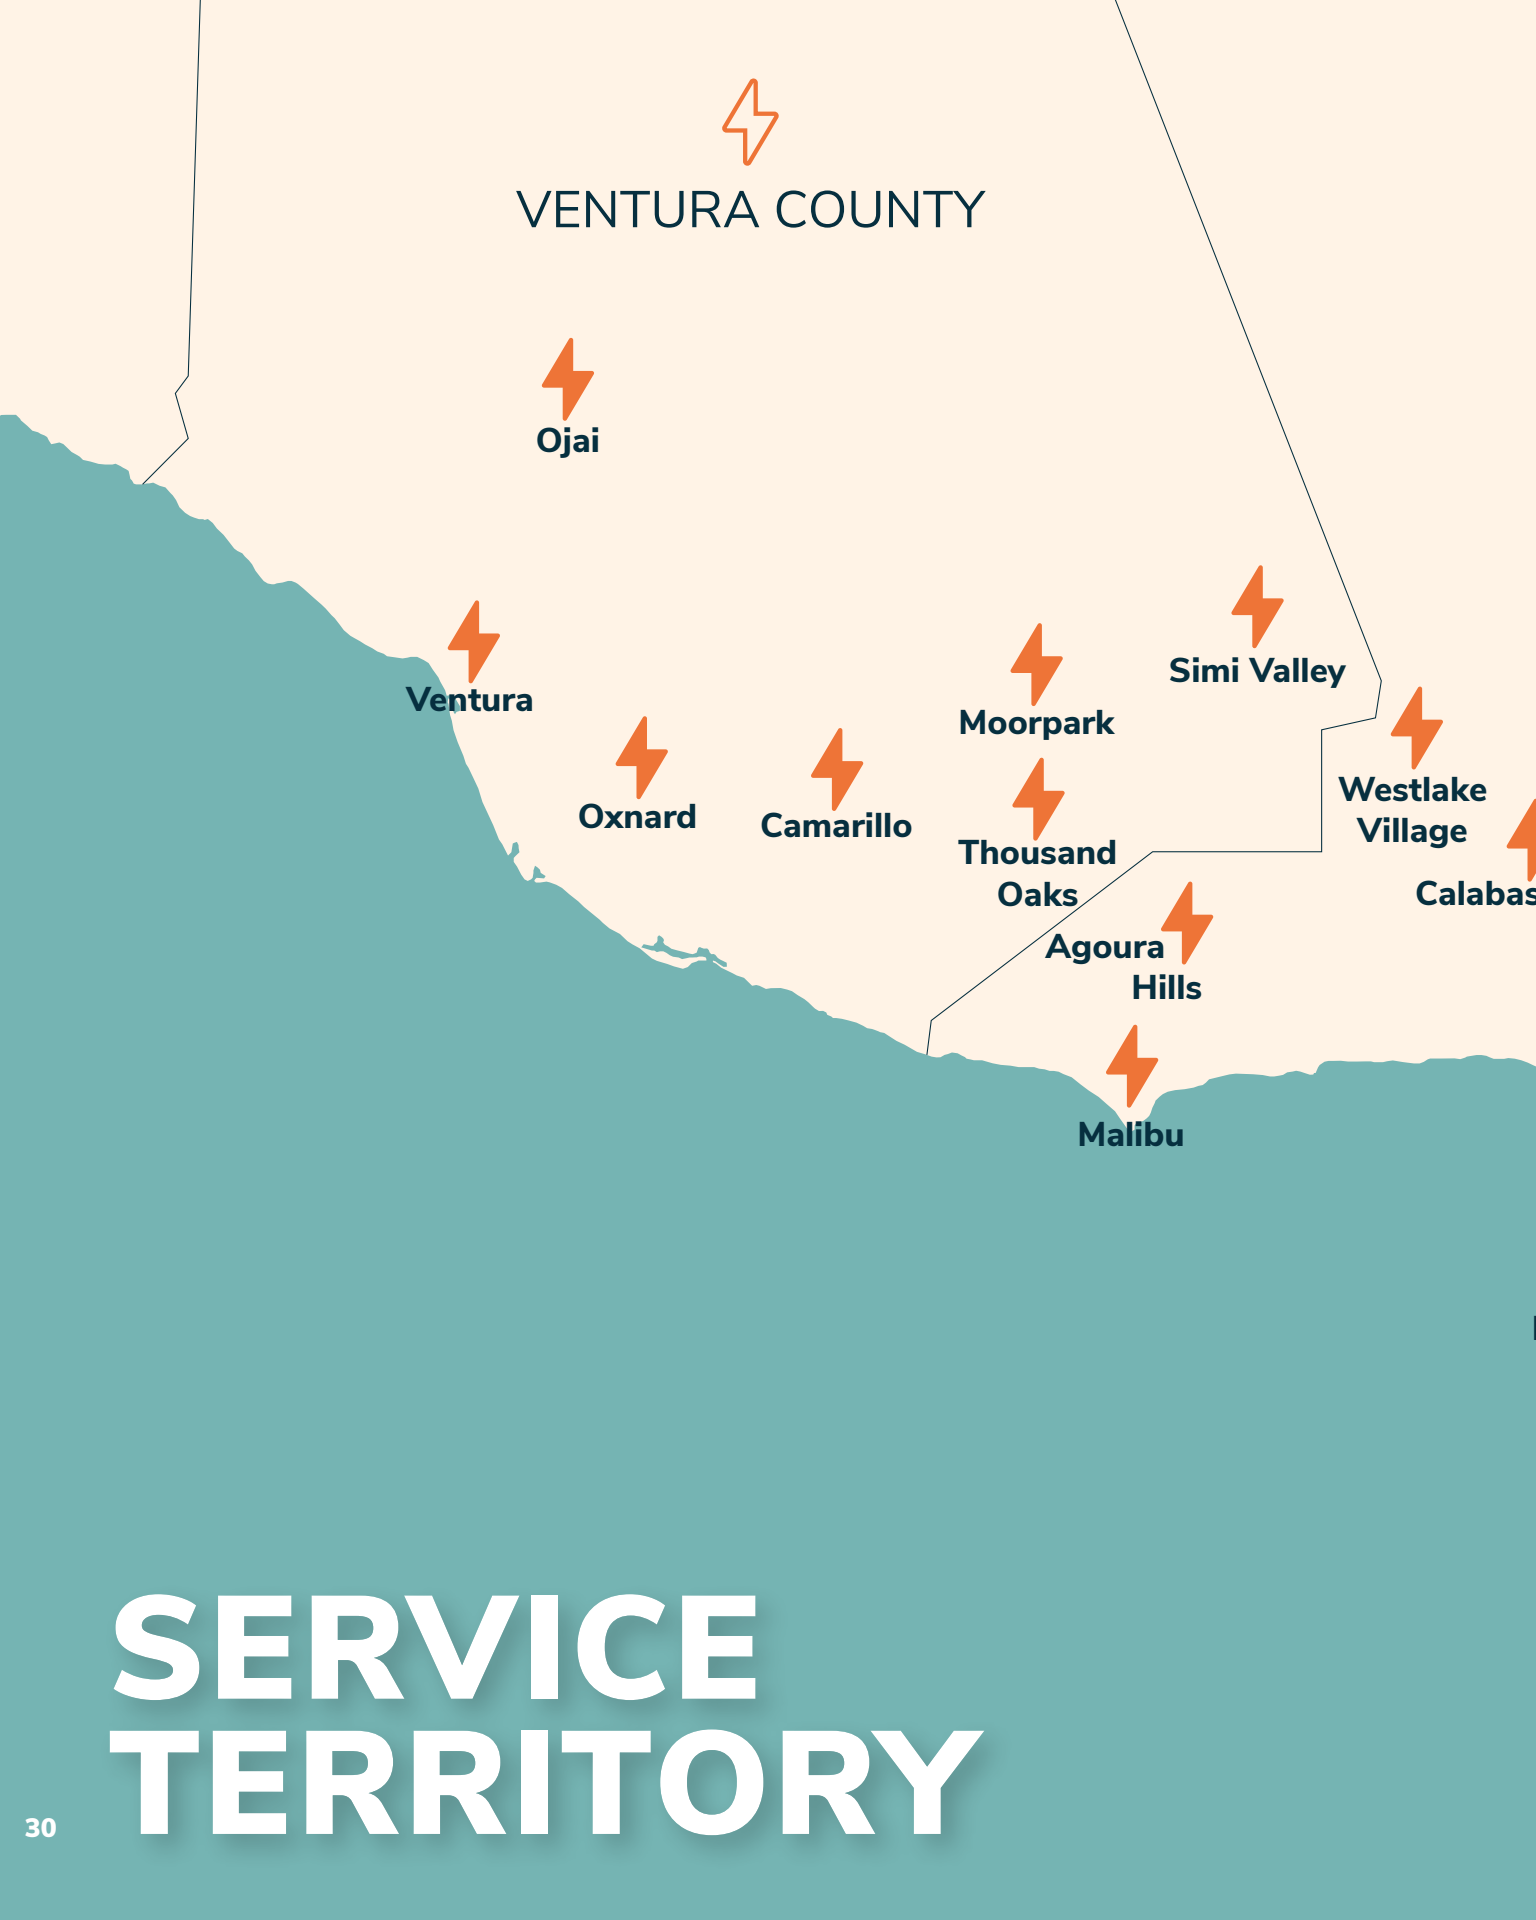 VENTURA COUNTY
Ojai
Ventura
Oxnard
Camarillo
Moorpark
Simi Valley
Thousand
Oaks
Westlake
Village
Calabas
Agoura
Hills
Malibu
SERVICE
TERRITORY
30